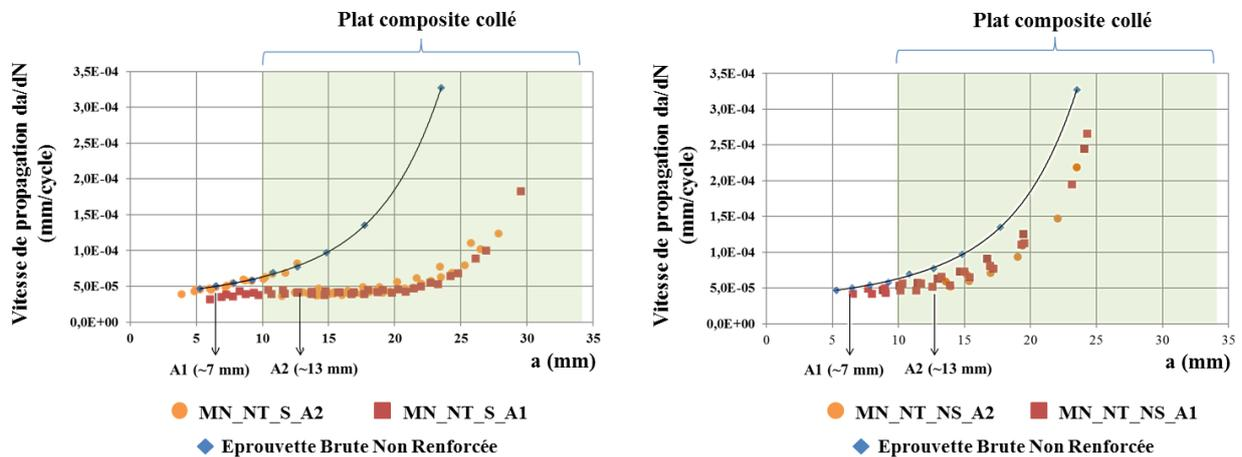 Plat composite collé
Vitesse de propagation da/dN
(mm/cycle)
3,5E-04
3,0E-04
2,5E-04
2,0E-04
1,5E-04
1,0E-04
5,0E-05
0,0E+00
0 5 10 15 20 25 30 35
A1 (~7 mm) A2 (~13 mm) a (mm)
MN_NT_S_A2 MN_NT_S_A1
Eprouvette Brute Non Renforcée
Plat composite collé
Vitesse de propagation da/dN
(mm/cycle)
3,5E-04
3,0E-04
2,5E-04
2,0E-04
1,5E-04
1,0E-04
5,0E-05
0,0E+00
0 5 10 15 20 25 30 35
A1 (~7 mm) A2 (~13 mm) a (mm)
MN_NT_NS_A2 MN_NT_NS_A1
Eprouvette Brute Non Renforcée